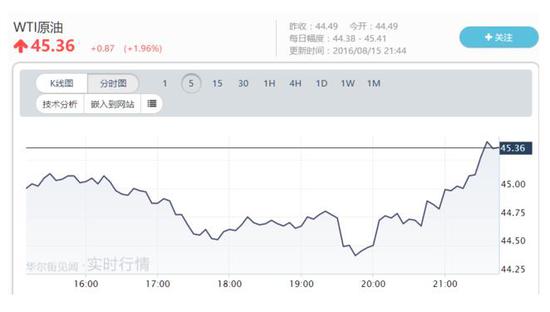 WTI原油
45.36 +0.87 (+1.96%)
昨收：44.49 今开：44.49
每日幅度：44.38 - 45.41
更新时间：2016/08/15 21:44
+ 关注
K线图 分时图 1 5 15 30 1H 4H 1D 1W 1M
技术分析 嵌入到网站
45.36
45.00
44.75
44.50
44.25
华尔街见闻 · 实时行情
16:00 17:00 18:00 19:00 20:00 21:00